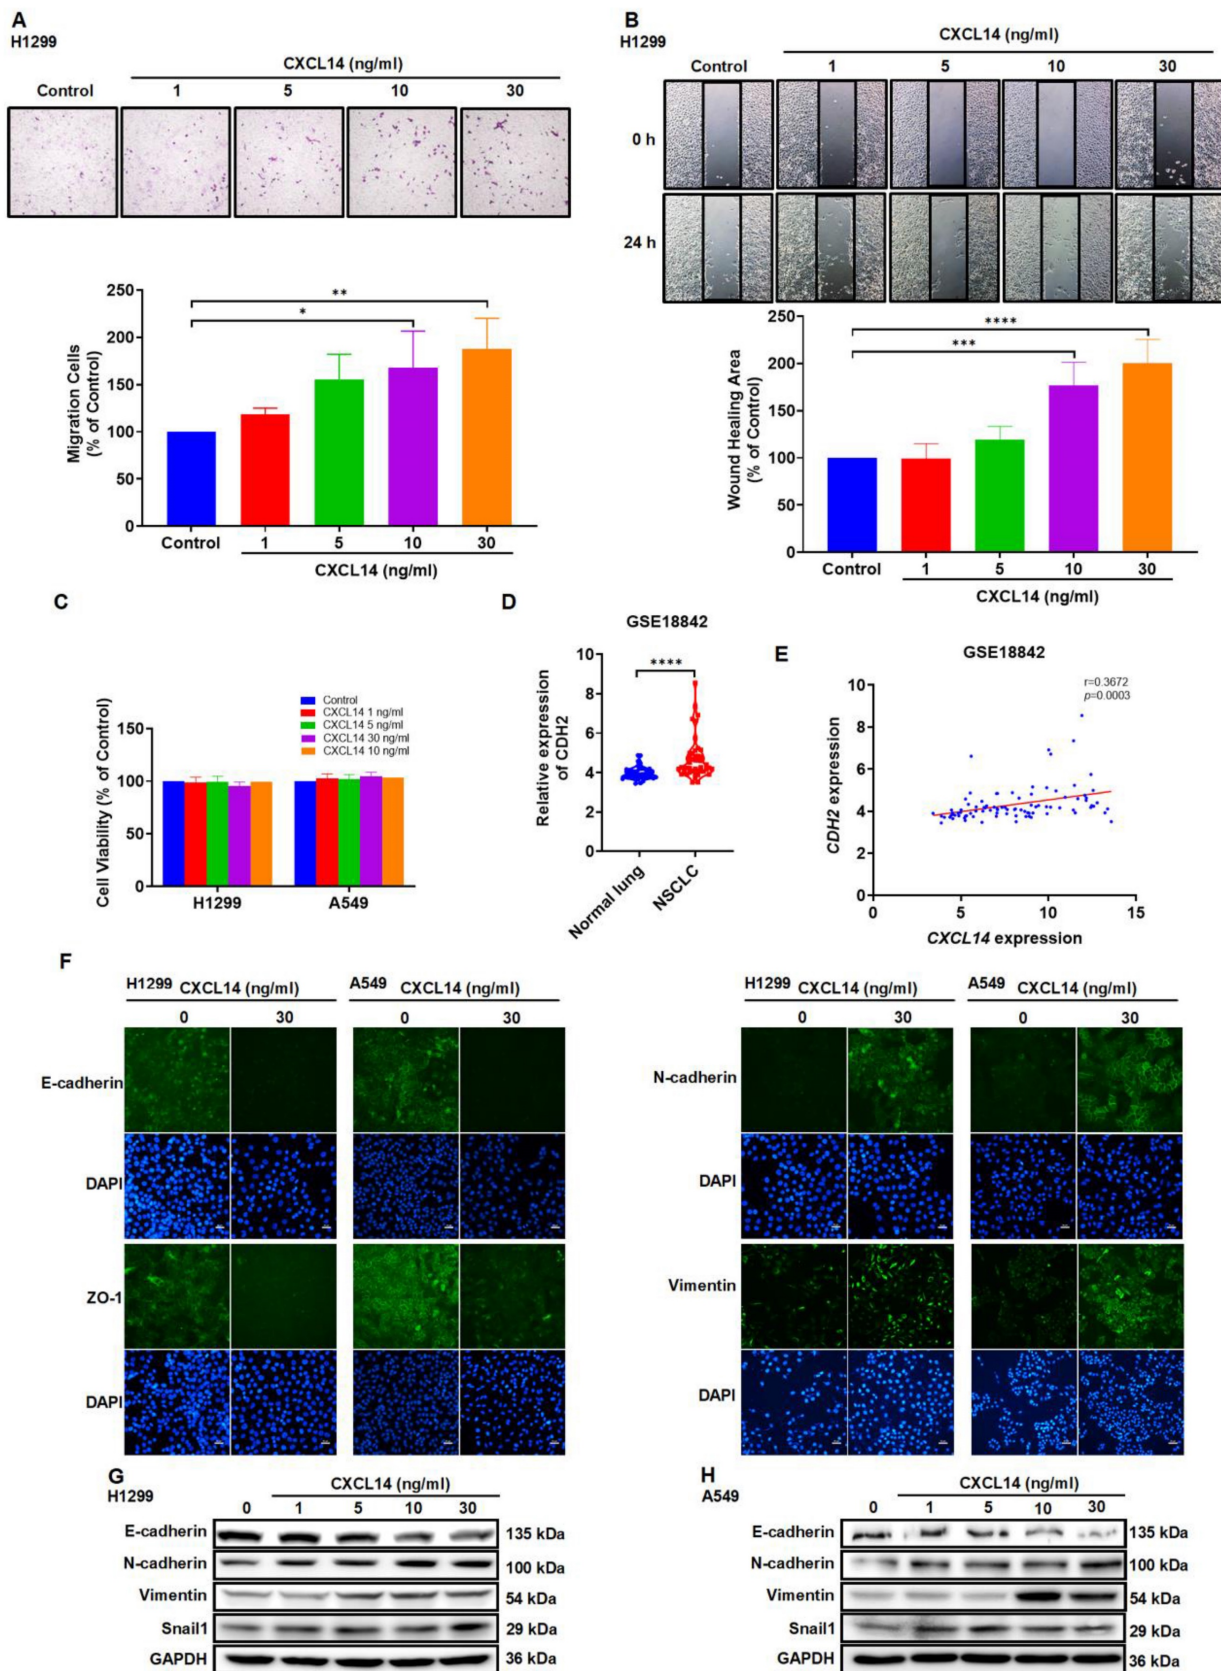 A
H1299
CXCL14 (ng/ml)
Control 1 5 10 30
250
200
150
100
50
0
Migration Cells
(% of Control)
**
*
Control 1 5 10 30
CXCL14 (ng/ml)
B
H1299
CXCL14 (ng/ml)
Control 1 5 10 30
0 h
24 h
250
200
150
100
50
0
Wound Healing Area
(% of Control)
****
***
Control 1 5 10 30
CXCL14 (ng/ml)
C
Control
CXCL14 1 ng/ml
CXCL14 5 ng/ml
CXCL14 30 ng/ml
CXCL14 10 ng/ml
150
100
50
0
Cell Viability (% of Control)
H1299 A549
D
GSE18842
****
10
8
6
4
2
0
Relative expression
of CDH2
Normal lung
NSCLC
E
GSE18842
r=0.3672
p=0.0003
10
8
6
4
2
0
CDH2 expression
0 5 10 15
CXCL14 expression
F
H1299 CXCL14 (ng/ml) A549 CXCL14 (ng/ml)
0 30 0 30
E-cadherin
DAPI
ZO-1
DAPI
H1299 CXCL14 (ng/ml) A549 CXCL14 (ng/ml)
0 30 0 30
N-cadherin
DAPI
Vimentin
DAPI
G
H1299
CXCL14 (ng/ml)
0 1 5 10 30
E-cadherin 135 kDa
N-cadherin 100 kDa
Vimentin 54 kDa
Snail1 29 kDa
GAPDH 36 kDa
H
A549
CXCL14 (ng/ml)
0 1 5 10 30
E-cadherin 135 kDa
N-cadherin 100 kDa
Vimentin 54 kDa
Snail1 29 kDa
GAPDH 36 kDa